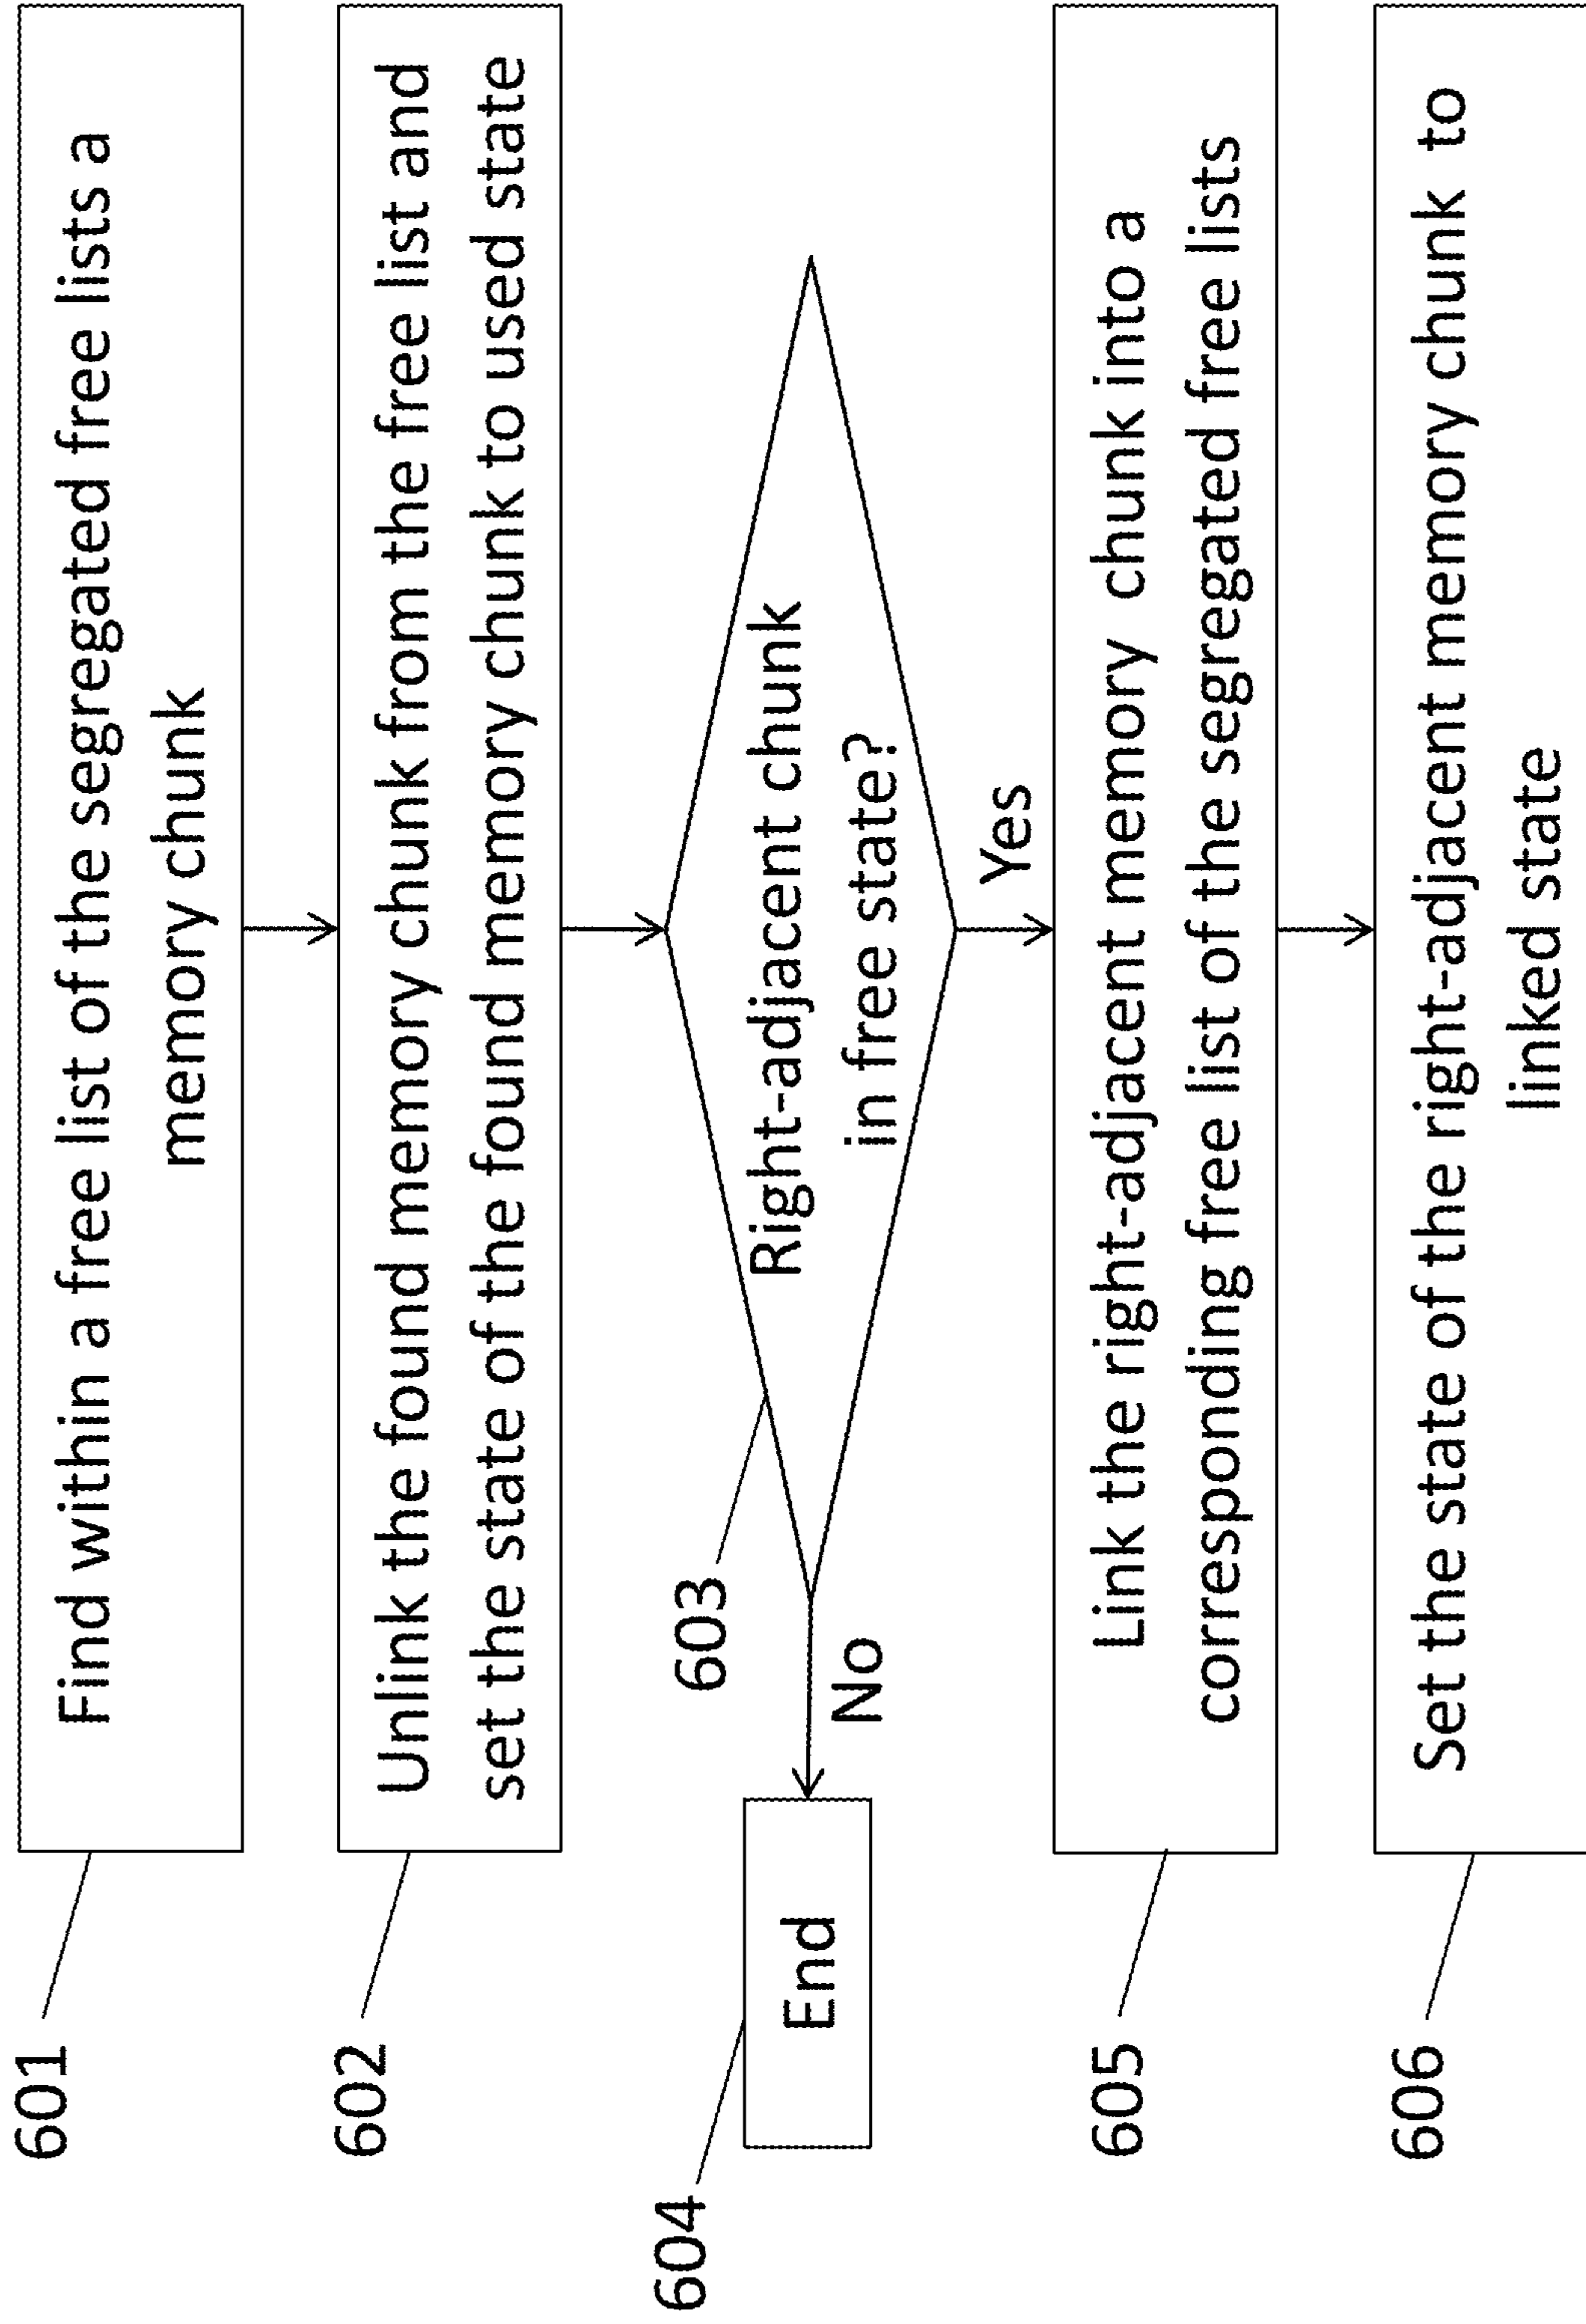 601
Find within a free list of the segregated free lists a
memory chunk
602
Unlink the found memory chunk from the free list and
set the state of the found memory chunk to used state
603
Right-adjacent chunk
in free state?
No
Yes
604
End
605
Link the right-adjacent memory chunk into a
corresponding free list of the segregated free lists
606
Set the state of the right-adjacent memory chunk to
linked state